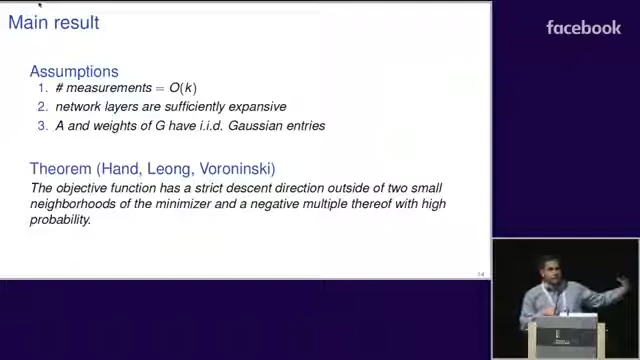 Main result
facebook
Assumptions
1. # measurements = O(k)
2. network layers are sufficiently expansive
3. A and weights of G have i.i.d. Gaussian entries
Theorem (Hand, Leong, Voroninski)
The objective function has a strict descent direction outside of two small
neighborhoods of the minimizer and a negative multiple thereof with high
probability.
14